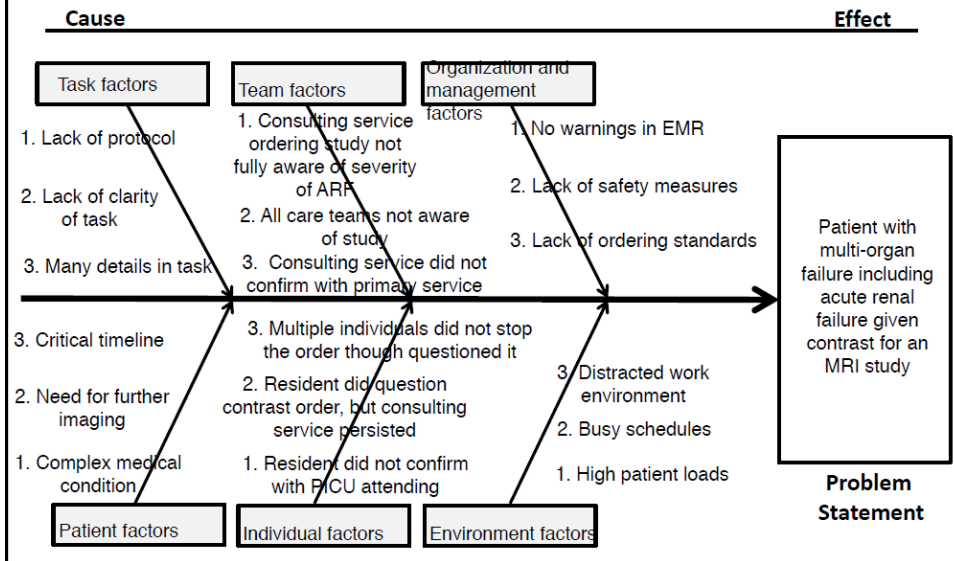 Cause
Effect
Task factors
Team factors
Organization and
management
factors
1. Lack of protocol
2. Lack of clarity
of task
3. Many details in task
1. Consulting service
ordering study not
fully aware of severity
of ARF
2. All care teams not aware
of study
3. Consulting service did not
confirm with primary service
1. No warnings in EMR
2. Lack of safety measures
3. Lack of ordering standards
Patient with
multi-organ
failure including
acute renal
failure given
contrast for an
MRI study
3. Critical timeline
2. Need for further
imaging
1. Complex medical
condition
3. Multiple individuals did not stop
the order though questioned it
2. Resident did question
contrast order, but consulting
service persisted
1. Resident did not confirm
with PICU attending
3. Distracted work
environment
2. Busy schedules
1. High patient loads
Patient factors
Individual factors
Environment factors
Problem
Statement